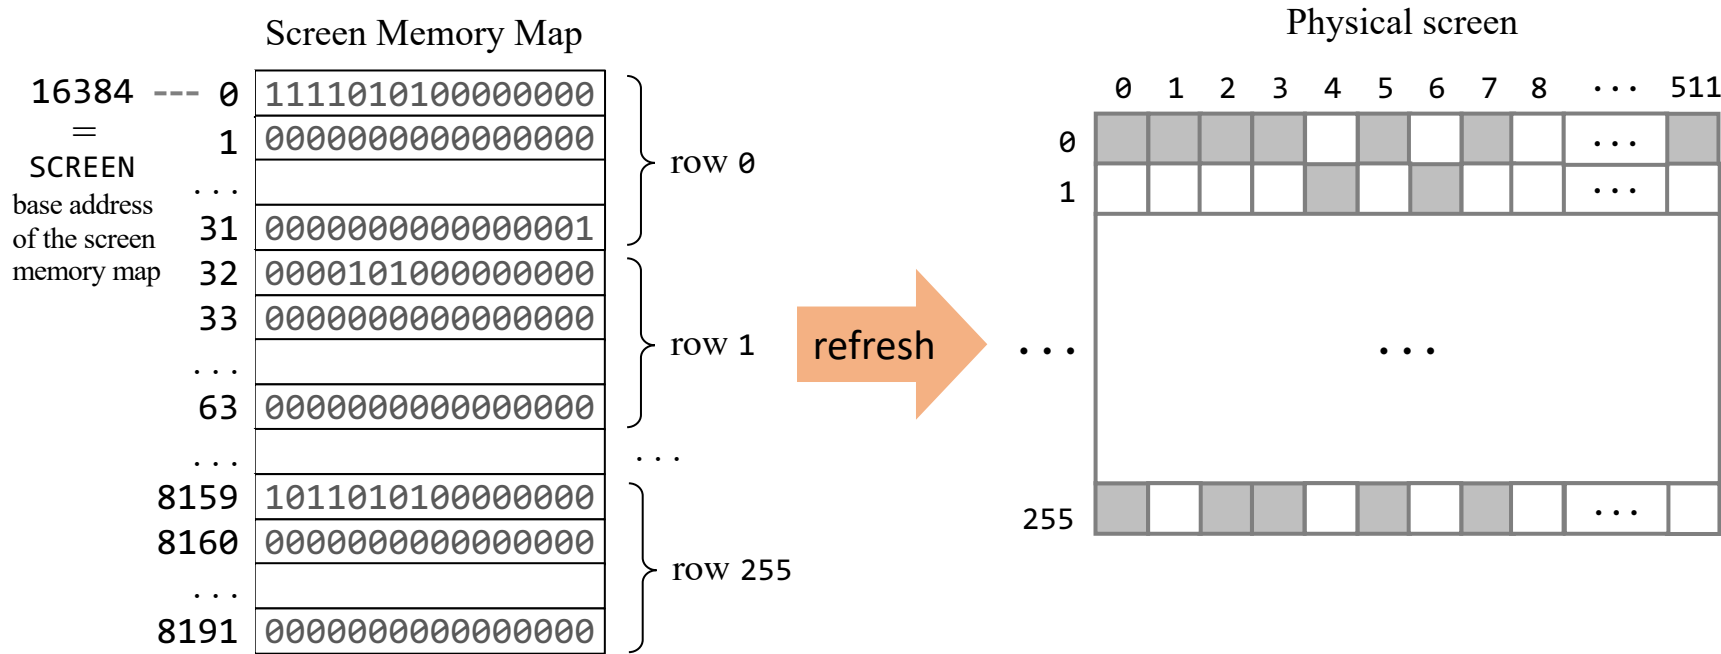 Screen Memory Map
16384 --- 0 1111010100000000
= 1 0000000000000000
SCREEN ...
base address
of the screen
memory map
31 0000000000000001
row 0
32 0000101000000000
33 0000000000000000
...
63 0000000000000000
row 1
... ...
8159 1011010100000000
8160 0000000000000000
...
8191 0000000000000000
row 255
refresh
Physical screen
0 1 2 3 4 5 6 7 8 ... 511
0 ...
1 ...
... ...
255 ...